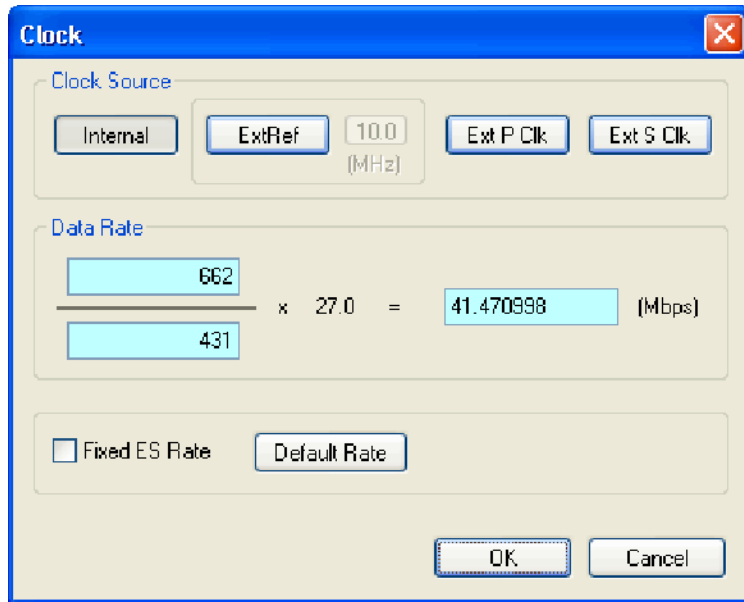 Clock
Clock Source
Internal ExtRef 10.0 Ext P Clk Ext S Clk
(MHz)
Data Rate
662
x 27.0 = 41.470998 (Mbps)
431
Fixed ES Rate Default Rate
OK Cancel